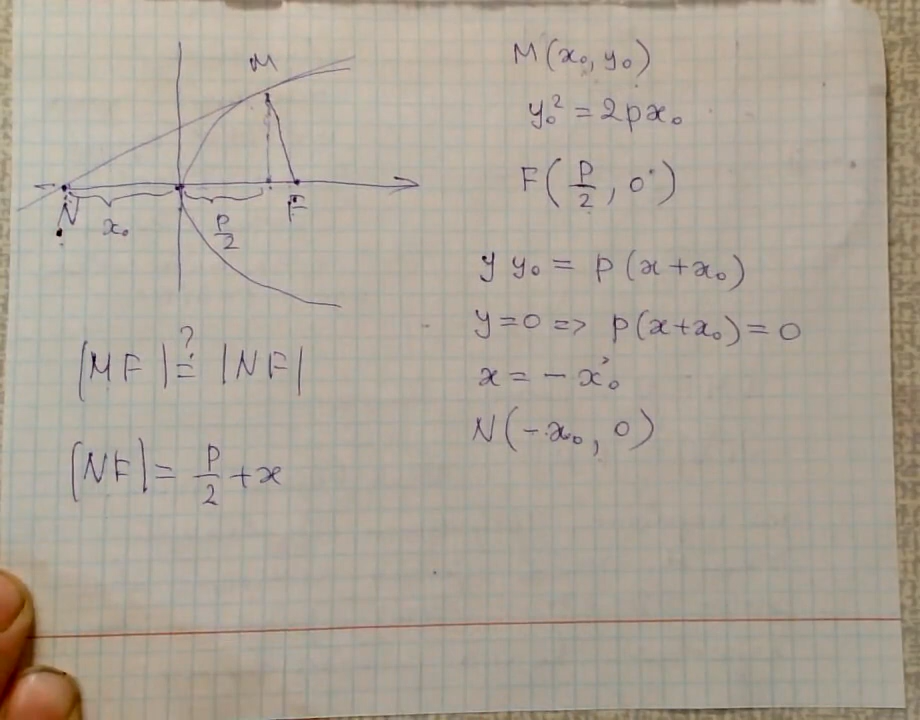 M
N
x₀
p/2
F
|MF| ≟ |NF|
|NF| = p/2 + x
M(x₀, y₀)
y₀² = 2px₀
F(p/2, 0)
y y₀ = p(x+x₀)
y=0 => p(x+x₀)=0
x = -x₀
N(-x₀, 0)